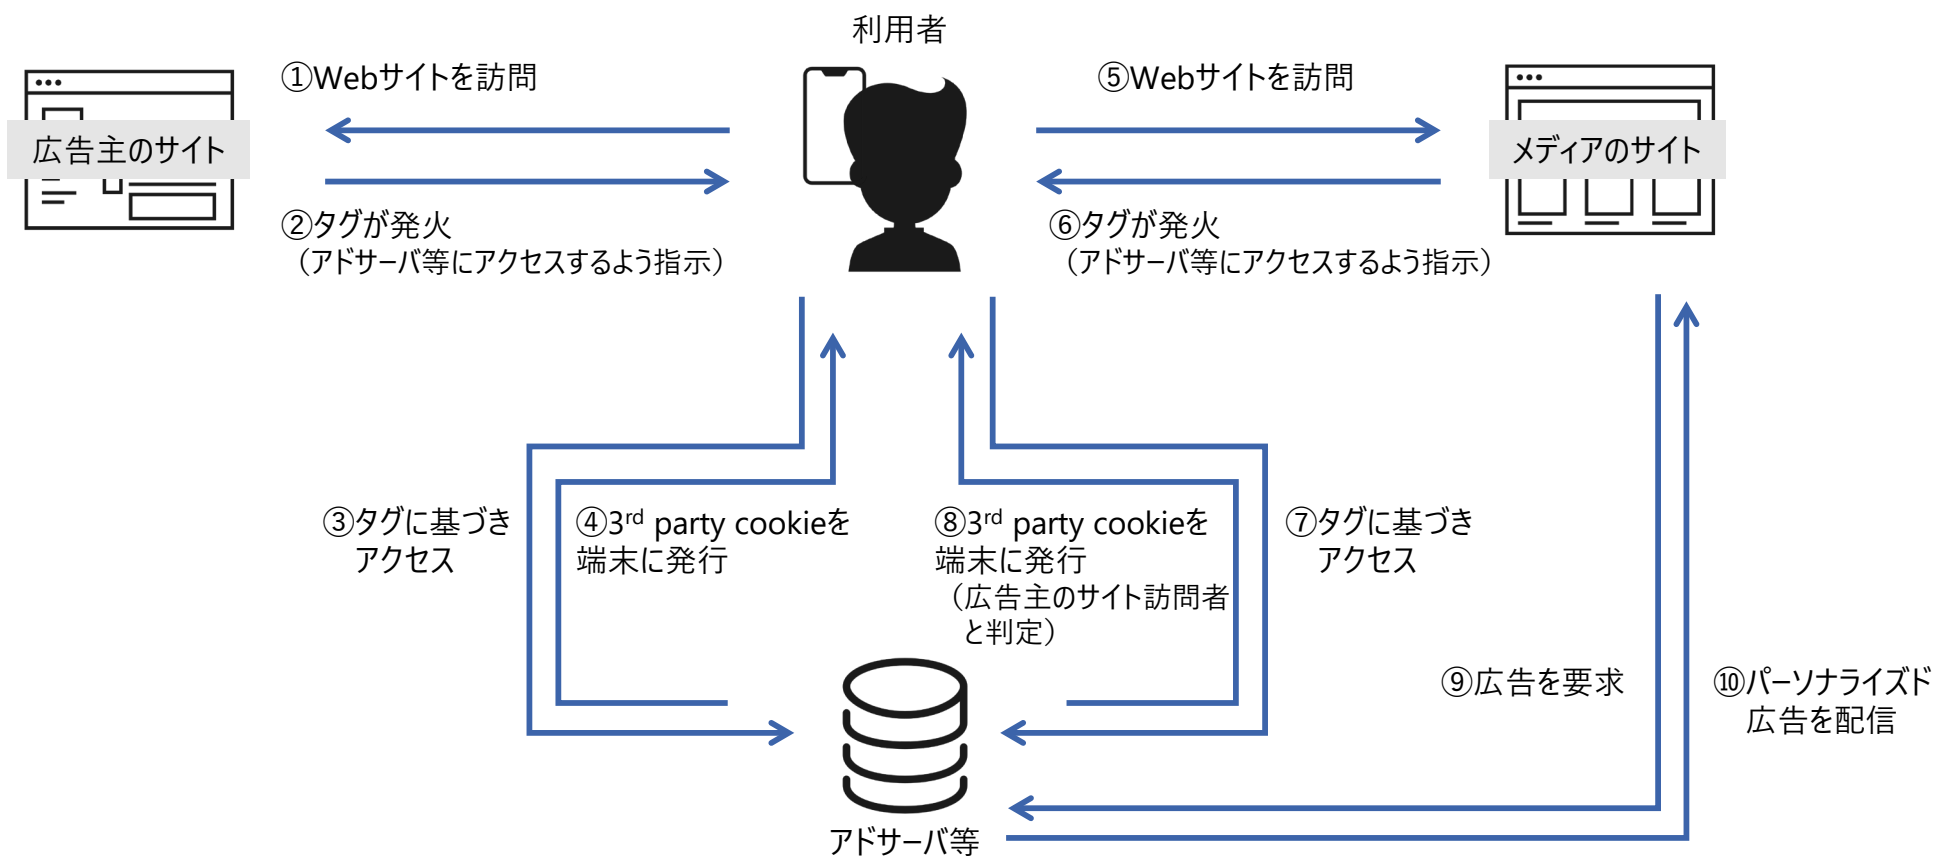 利用者
①Webサイトを訪問
広告主のサイト
②タグが発火
（アドサーバ等にアクセスするよう指示）
⑤Webサイトを訪問
メディアのサイト
⑥タグが発火
（アドサーバ等にアクセスするよう指示）
③タグに基づき
アクセス
④3rd party cookieを
端末に発行
⑧3rd party cookieを
端末に発行
（広告主のサイト訪問者
と判定）
⑦タグに基づき
アクセス
⑨広告を要求
⑩パーソナライズド
広告を配信
アドサーバ等